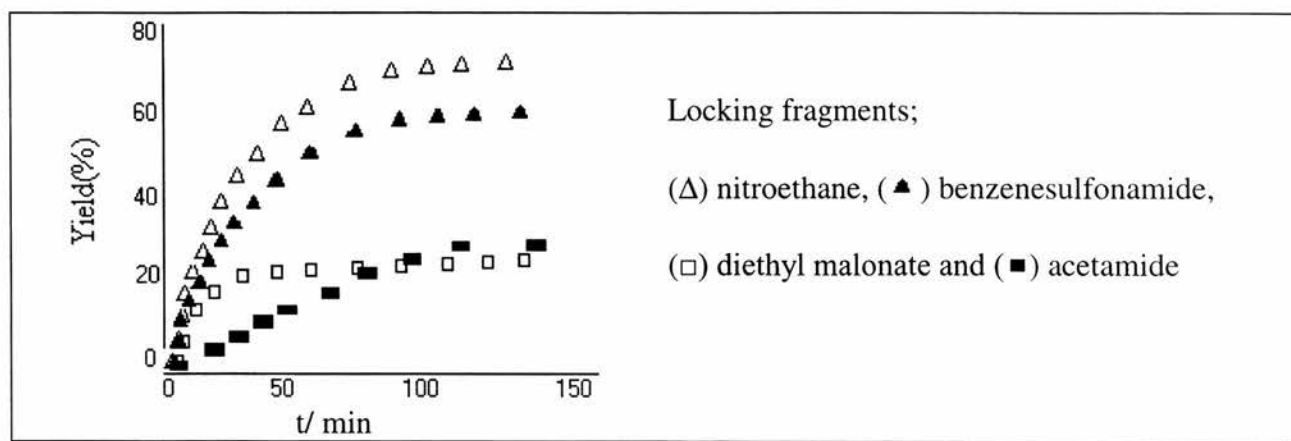 80
60
40
20
0
Yield(%)
0 50 100 150
t/ min
Locking fragments;
(△) nitroethane, (▲) benzenesulfonamide,
(□) diethyl malonate and (■) acetamide